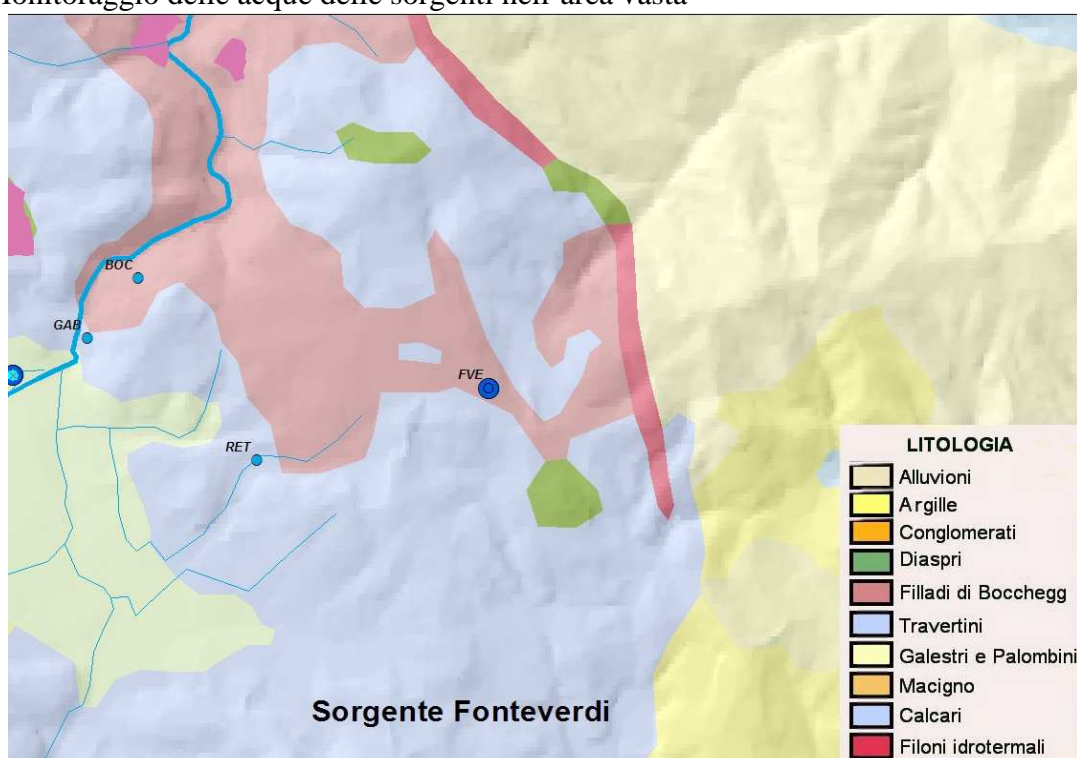 Monitoraggio delle acque delle sorgenti nell'area vasta
BOC
GAB
FVE
RET
Sorgente Fonteverdi
LITOLOGIA
Alluvioni
Argille
Conglomerati
Diaspri
Filladi di Bocchegg
Travertini
Galestri e Palombini
Macigno
Calcari
Filoni idrotermali